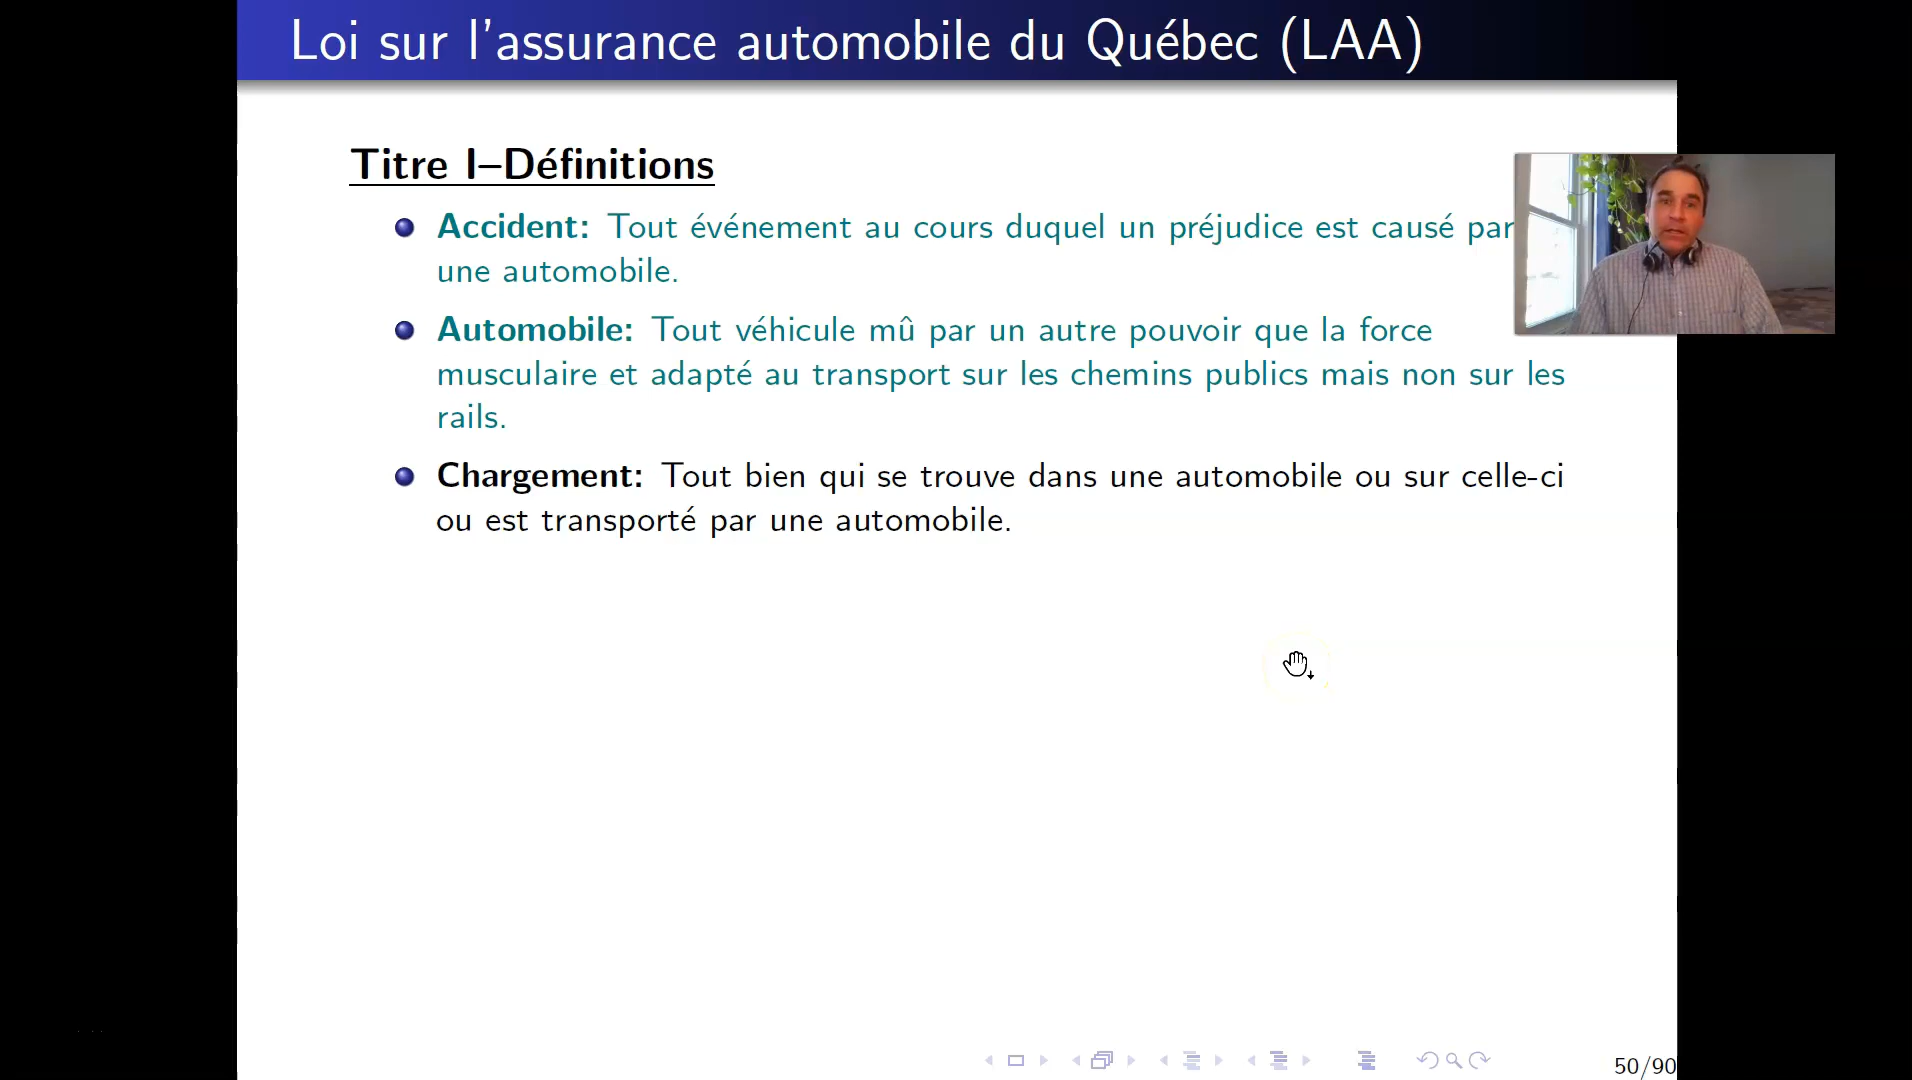 Loi sur l'assurance automobile du Québec (LAA)
Titre I–Définitions
Accident: Tout événement au cours duquel un préjudice est causé par
une automobile.
Automobile: Tout véhicule mû par un autre pouvoir que la force
musculaire et adapté au transport sur les chemins publics mais non sur les
rails.
Chargement: Tout bien qui se trouve dans une automobile ou sur celle-ci
ou est transporté par une automobile.
50/90